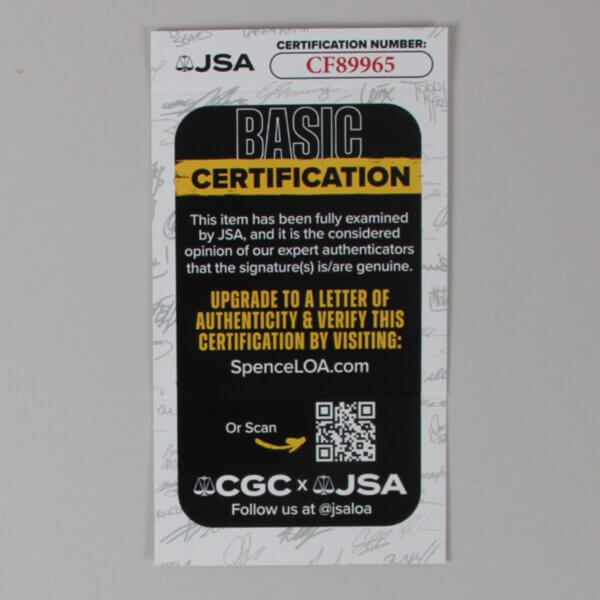 JSA
CERTIFICATION NUMBER:
CF89965
BASIC
CERTIFICATION
This item has been fully examined
by JSA, and it is the considered
opinion of our expert authenticators
that the signature(s) is/are genuine.
UPGRADE TO A LETTER OF
AUTHENTICITY & VERIFY THIS
CERTIFICATION BY VISITING:
SpenceLOA.com
Or Scan
CGC x JSA
Follow us at @jsaloa